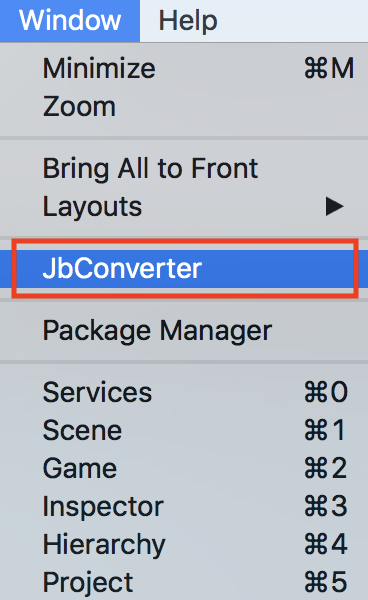 Window Help
Minimize ⌘M
Zoom
Bring All to Front
Layouts ▶
JbConverter
Package Manager
Services ⌘0
Scene ⌘1
Game ⌘2
Inspector ⌘3
Hierarchy ⌘4
Project ⌘5